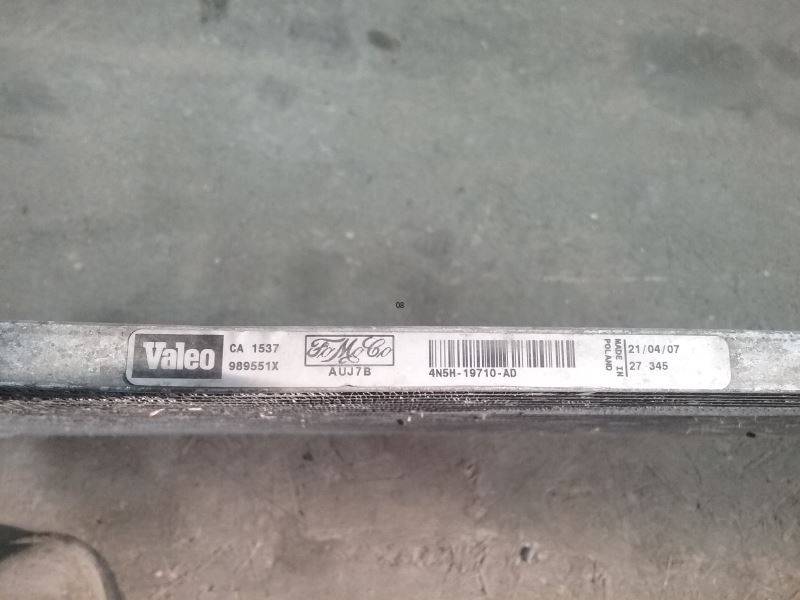 08
Valeo
CA 1537
989551X
FoMoCo
AUJ7B
4N5H-19710-AD
MADE IN
POLAND
21/04/07
27 345